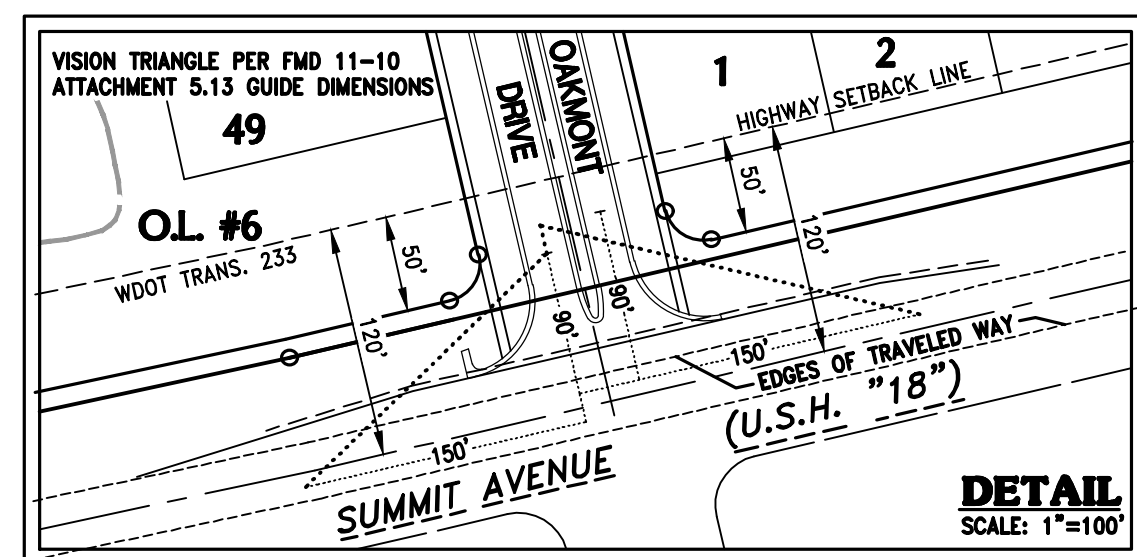 VISION TRIANGLE PER FMD 11-10
ATTACHMENT 5.13 GUIDE DIMENSIONS
49
O.L. #6
WDOT TRANS. 233
DRIVE
OAKMONT
1
2
HIGHWAY SETBACK LINE
50'
120'
50'
120'
90'
90'
150'
150'
EDGES OF TRAVELED WAY
(U.S.H. "18")
SUMMIT AVENUE
DETAIL
SCALE: 1"=100'